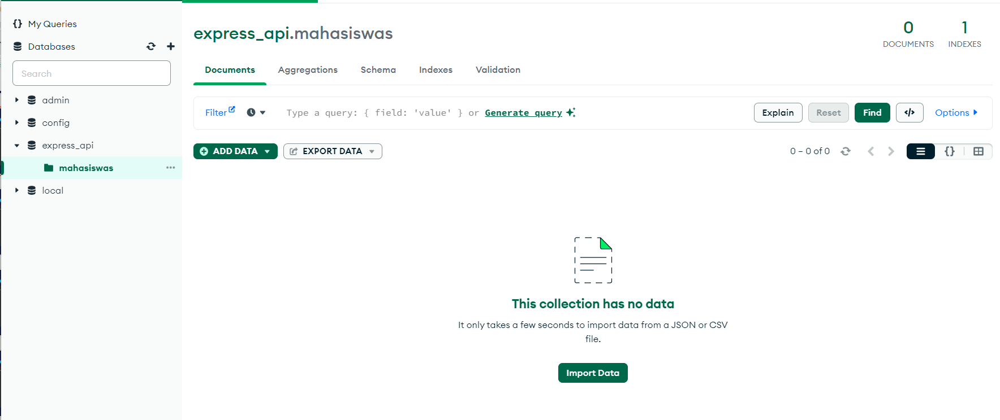 My Queries
Databases
Search
admin
config
express_api
mahasiswas
local
express_api.mahasiswas
0
DOCUMENTS
1
INDEXES
Documents
Aggregations
Schema
Indexes
Validation
Filter
Type a query: { field: 'value' } or Generate query
Explain
Reset
Find
</>
Options
ADD DATA
EXPORT DATA
0 – 0 of 0
{}
This collection has no data
It only takes a few seconds to import data from a JSON or CSV
file.
Import Data